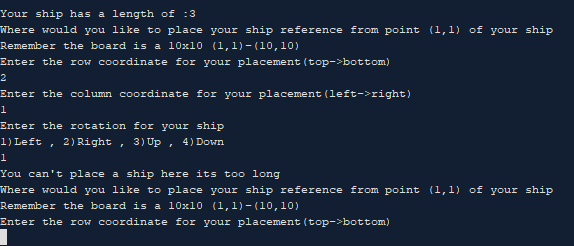 Your ship has a length of :3
Where would you like to place your ship reference from point (1,1) of your ship
Remember the board is a 10x10 (1,1)-(10,10)
Enter the row coordinate for your placement(top->bottom)
2
Enter the column coordinate for your placement(left->right)
1
Enter the rotation for your ship
1)Left , 2)Right , 3)Up , 4)Down
1
You can't place a ship here its too long
Where would you like to place your ship reference from point (1,1) of your ship
Remember the board is a 10x10 (1,1)-(10,10)
Enter the row coordinate for your placement(top->bottom)